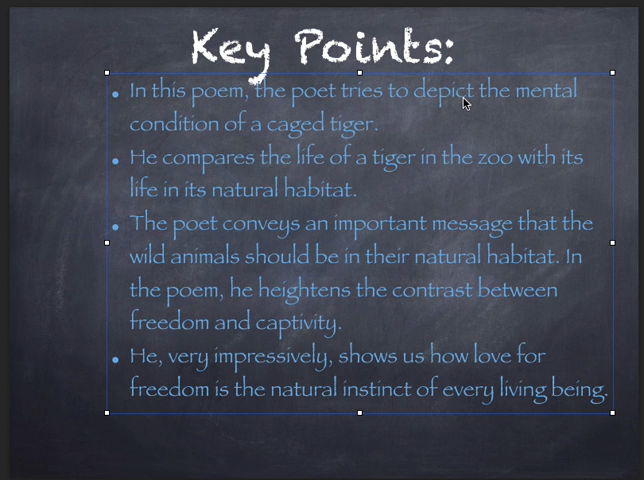 Key Points:
• In this poem, the poet tries to depict the mental
condition of a caged tiger.
• He compares the life of a tiger in the zoo with its
life in its natural habitat.
• The poet conveys an important message that the
wild animals should be in their natural habitat. In
the poem, he heightens the contrast between
freedom and captivity.
• He, very impressively, shows us how love for
freedom is the natural instinct of every living being.